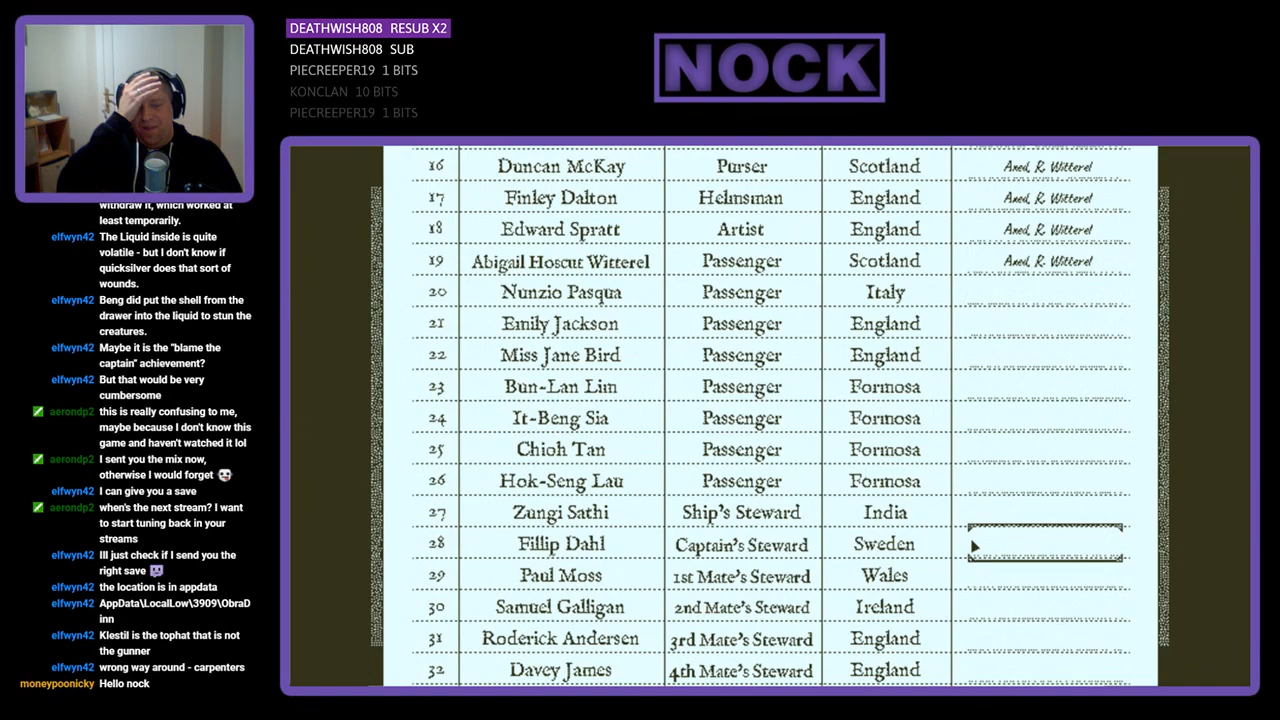 DEATHWISH808 RESUB X2
DEATHWISH808 SUB
PIECREEPER19 1 BITS
KONCLAN 10 BITS
PIECREEPER19 1 BITS
NOCK
withdraw it, which worked at
least temporarily.
elfwyn42 The Liquid inside is quite
volatile - but I don't know if
quicksilver does that sort of
wounds.
elfwyn42 Beng did put the shell from the
drawer into the liquid to stun the
creatures.
elfwyn42 Maybe it is the "blame the
captain" achievement?
elfwyn42 But that would be very
cumbersome
aerondp2 this is really confusing to me,
maybe because I don't know this
game and haven't watched it lol
aerondp2 I sent you the mix now,
otherwise I would forget
elfwyn42 I can give you a save
aerondp2 when's the next stream? I want
to start tuning back in your
streams
elfwyn42 Ill just check if I send you the
right save
elfwyn42 the location is in appdata
elfwyn42 AppData\LocalLow\3909\ObraD
inn
elfwyn42 Klestil is the tophat that is not
the gunner
elfwyn42 wrong way around - carpenters
moneypoonicky Hello nock
16 Duncan McKay Purser Scotland Axed, R. Witterel
17 Finley Dalton Helmsman England Axed, R. Witterel
18 Edward Spratt Artist England Axed, R. Witterel
19 Abigail Hoscut Witterel Passenger Scotland Axed, R. Witterel
20 Nunzio Pasqua Passenger Italy
21 Emily Jackson Passenger England
22 Miss Jane Bird Passenger England
23 Bun-Lan Lim Passenger Formosa
24 It-Beng Sia Passenger Formosa
25 Chioh Tan Passenger Formosa
26 Hok-Seng Lau Passenger Formosa
27 Zungi Sathi Ship's Steward India
28 Fillip Dahl Captain's Steward Sweden
29 Paul Moss 1st Mate's Steward Wales
30 Samuel Galligan 2nd Mate's Steward Ireland
31 Roderick Andersen 3rd Mate's Steward England
32 Davey James 4th Mate's Steward England